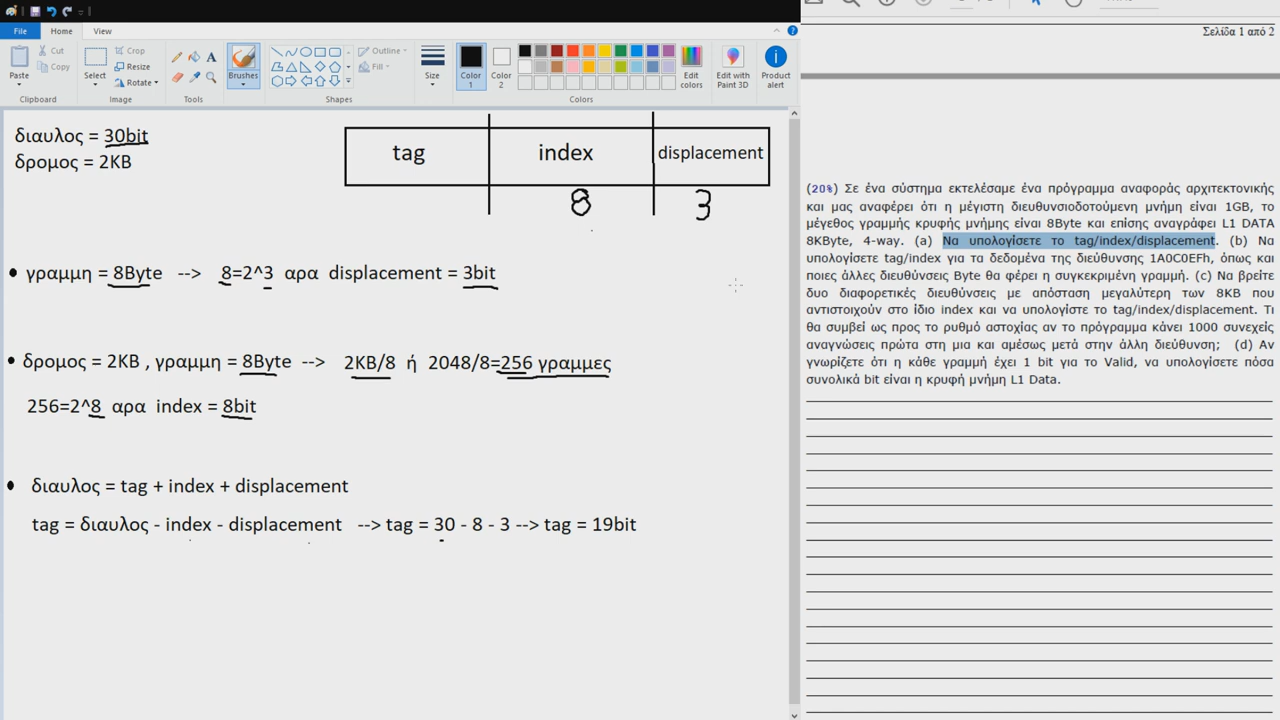 File Home View
Paste
Cut
Copy
Clipboard
Select
Crop
Resize
Rotate
Image
A
Tools
Brushes
Outline
Fill
Shapes
Size
Color 1
Color 2
Edit colors
Colors
Edit with Paint 3D
Product alert
διαυλος = 30bit
δρομος = 2KB
tag index displacement
8 3
• γραμμη = 8Byte --> 8=2^3 αρα displacement = 3bit
• δρομος = 2KB , γραμμη = 8Byte --> 2KB/8 ή 2048/8=256 γραμμες
256=2^8 αρα index = 8bit
• διαυλος = tag + index + displacement
tag = διαυλος - index - displacement --> tag = 30 - 8 - 3 --> tag = 19bit
Σελίδα 1 από 2
(20%) Σε ένα σύστημα εκτελέσαμε ένα πρόγραμμα αναφοράς αρχιτεκτονικής
και μας αναφέρει ότι η μέγιστη διευθυνσιοδοτούμενη μνήμη είναι 1GB, το
μέγεθος γραμμής κρυφής μνήμης είναι 8Byte και επίσης αναγράφει L1 DATA
8KByte, 4-way. (a) Να υπολογίσετε το tag/index/displacement. (b) Να
υπολογίσετε tag/index για τα δεδομένα της διεύθυνσης 1A0C0EFh, όπως και
ποιες άλλες διευθύνσεις Byte θα φέρει η συγκεκριμένη γραμμή. (c) Να βρείτε
δυο διαφορετικές διευθύνσεις με απόσταση μεγαλύτερη των 8KB που
αντιστοιχούν στο ίδιο index και να υπολογίστε το tag/index/displacement. Τι
θα συμβεί ως προς το ρυθμό αστοχίας αν το πρόγραμμα κάνει 1000 συνεχείς
αναγνώσεις πρώτα στη μια και αμέσως μετά στην άλλη διεύθυνση; (d) Αν
γνωρίζετε ότι η κάθε γραμμή έχει 1 bit για το Valid, να υπολογίσετε πόσα
συνολικά bit είναι η κρυφή μνήμη L1 Data.